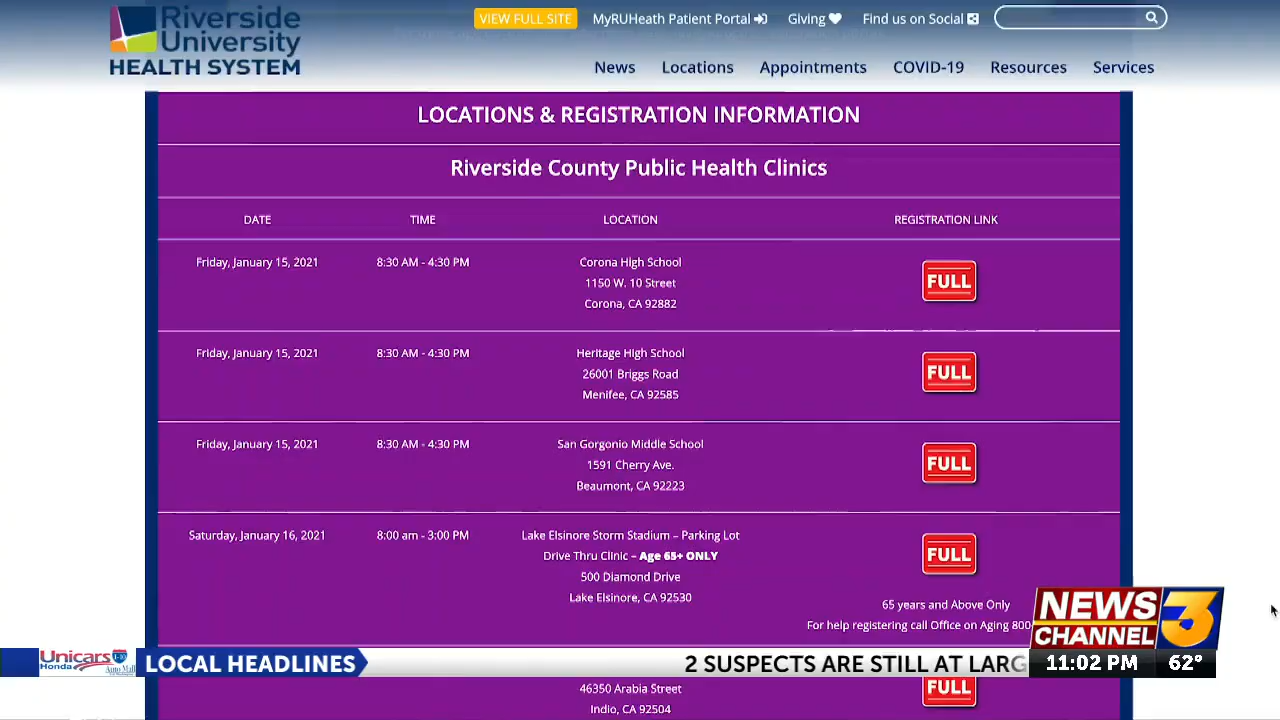 Riverside
University
HEALTH SYSTEM
VIEW FULL SITE
MyRUHeath Patient Portal
Giving
Find us on Social
News
Locations
Appointments
COVID-19
Resources
Services
LOCATIONS & REGISTRATION INFORMATION
Riverside County Public Health Clinics
DATE
TIME
LOCATION
REGISTRATION LINK
Friday, January 15, 2021
8:30 AM - 4:30 PM
Corona High School
1150 W. 10 Street
Corona, CA 92882
FULL
Friday, January 15, 2021
8:30 AM - 4:30 PM
Heritage High School
26001 Briggs Road
Menifee, CA 92585
FULL
Friday, January 15, 2021
8:30 AM - 4:30 PM
San Gorgonio Middle School
1591 Cherry Ave.
Beaumont, CA 92223
FULL
Saturday, January 16, 2021
8:00 am - 3:00 PM
Lake Elsinore Storm Stadium – Parking Lot
Drive Thru Clinic – Age 65+ ONLY
500 Diamond Drive
Lake Elsinore, CA 92530
FULL
65 years and Above Only
For help registering call Office on Aging 800
NEWS
CHANNEL
3
Unicars
Honda
I-10
Auto Mall
LOCAL HEADLINES
2 SUSPECTS ARE STILL AT LARG
11:02 PM
62°
46350 Arabia Street
Indio, CA 92504
FULL